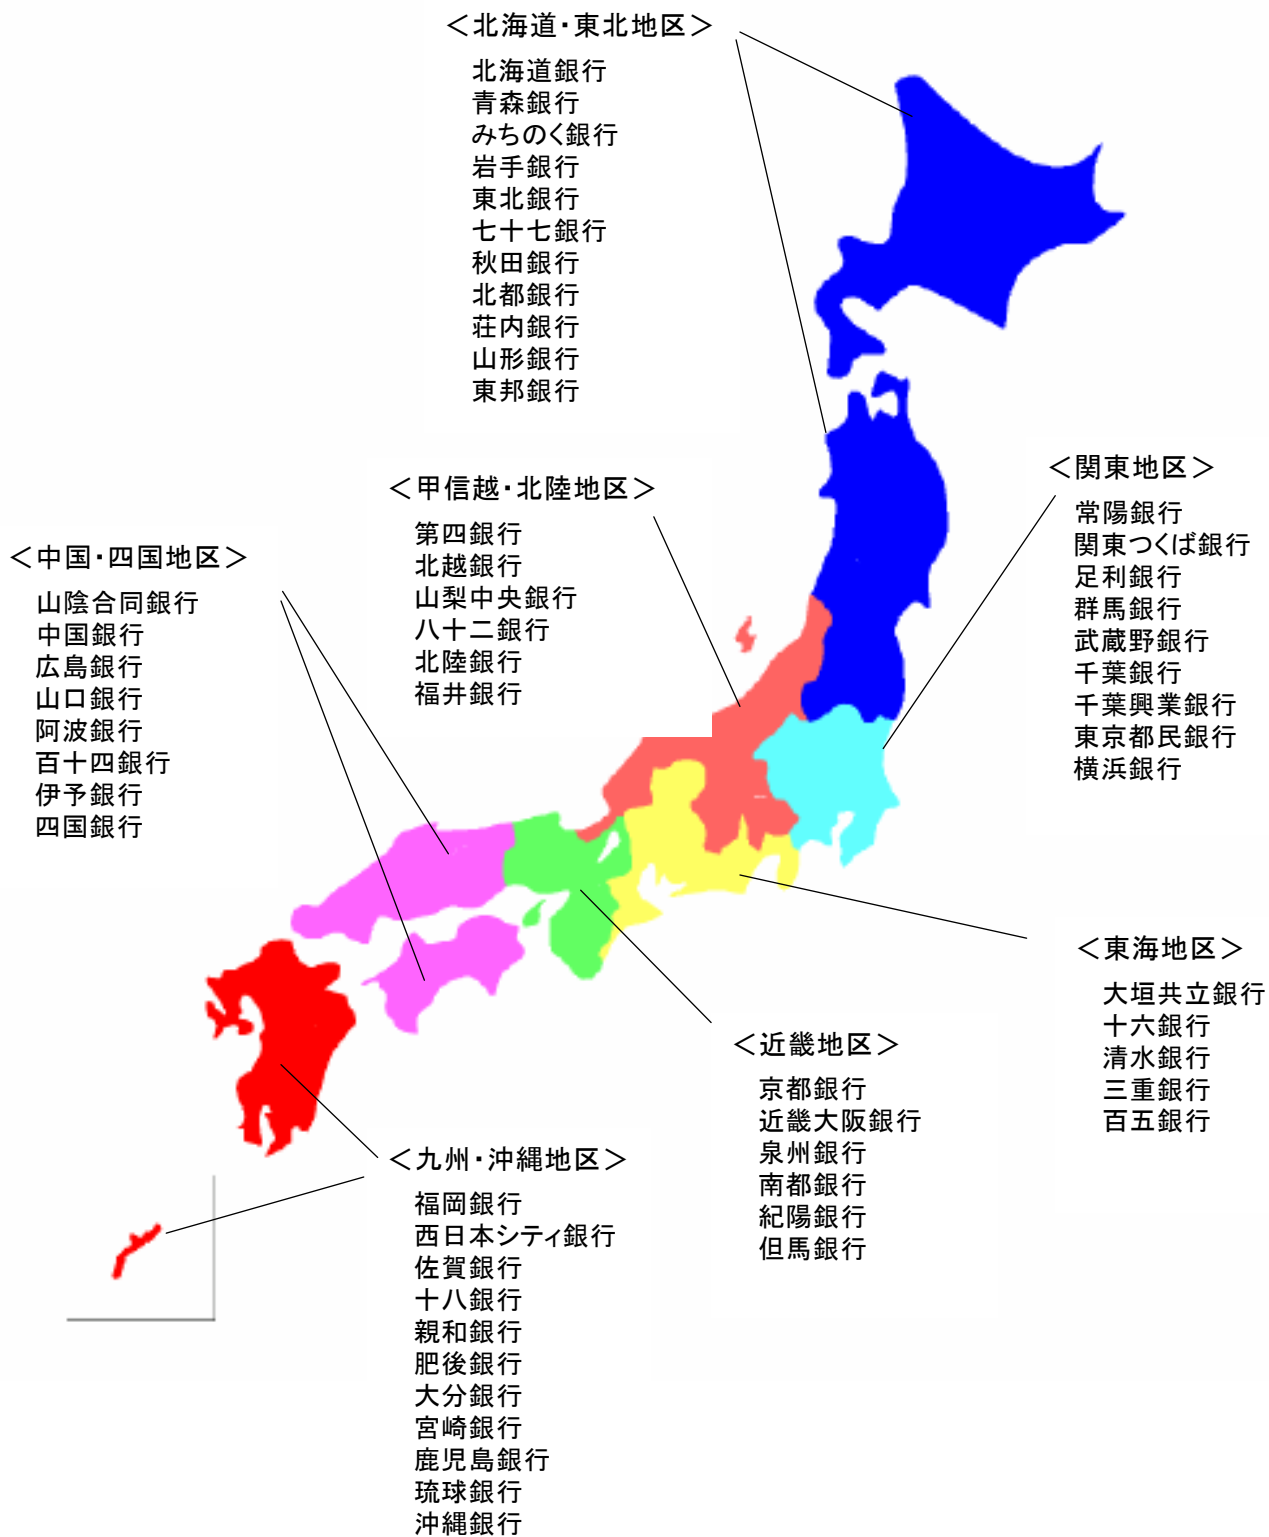 ＜北海道・東北地区＞
北海道銀行
青森銀行
みちのく銀行
岩手銀行
東北銀行
七十七銀行
秋田銀行
北都銀行
荘内銀行
山形銀行
東邦銀行
＜関東地区＞
常陽銀行
関東つくば銀行
足利銀行
群馬銀行
武蔵野銀行
千葉銀行
千葉興業銀行
東京都民銀行
横浜銀行
＜甲信越・北陸地区＞
第四銀行
北越銀行
山梨中央銀行
八十二銀行
北陸銀行
福井銀行
＜中国・四国地区＞
山陰合同銀行
中国銀行
広島銀行
山口銀行
阿波銀行
百十四銀行
伊予銀行
四国銀行
＜東海地区＞
大垣共立銀行
十六銀行
清水銀行
三重銀行
百五銀行
＜近畿地区＞
京都銀行
近畿大阪銀行
泉州銀行
南都銀行
紀陽銀行
但馬銀行
＜九州・沖縄地区＞
福岡銀行
西日本シティ銀行
佐賀銀行
十八銀行
親和銀行
肥後銀行
大分銀行
宮崎銀行
鹿児島銀行
琉球銀行
沖縄銀行